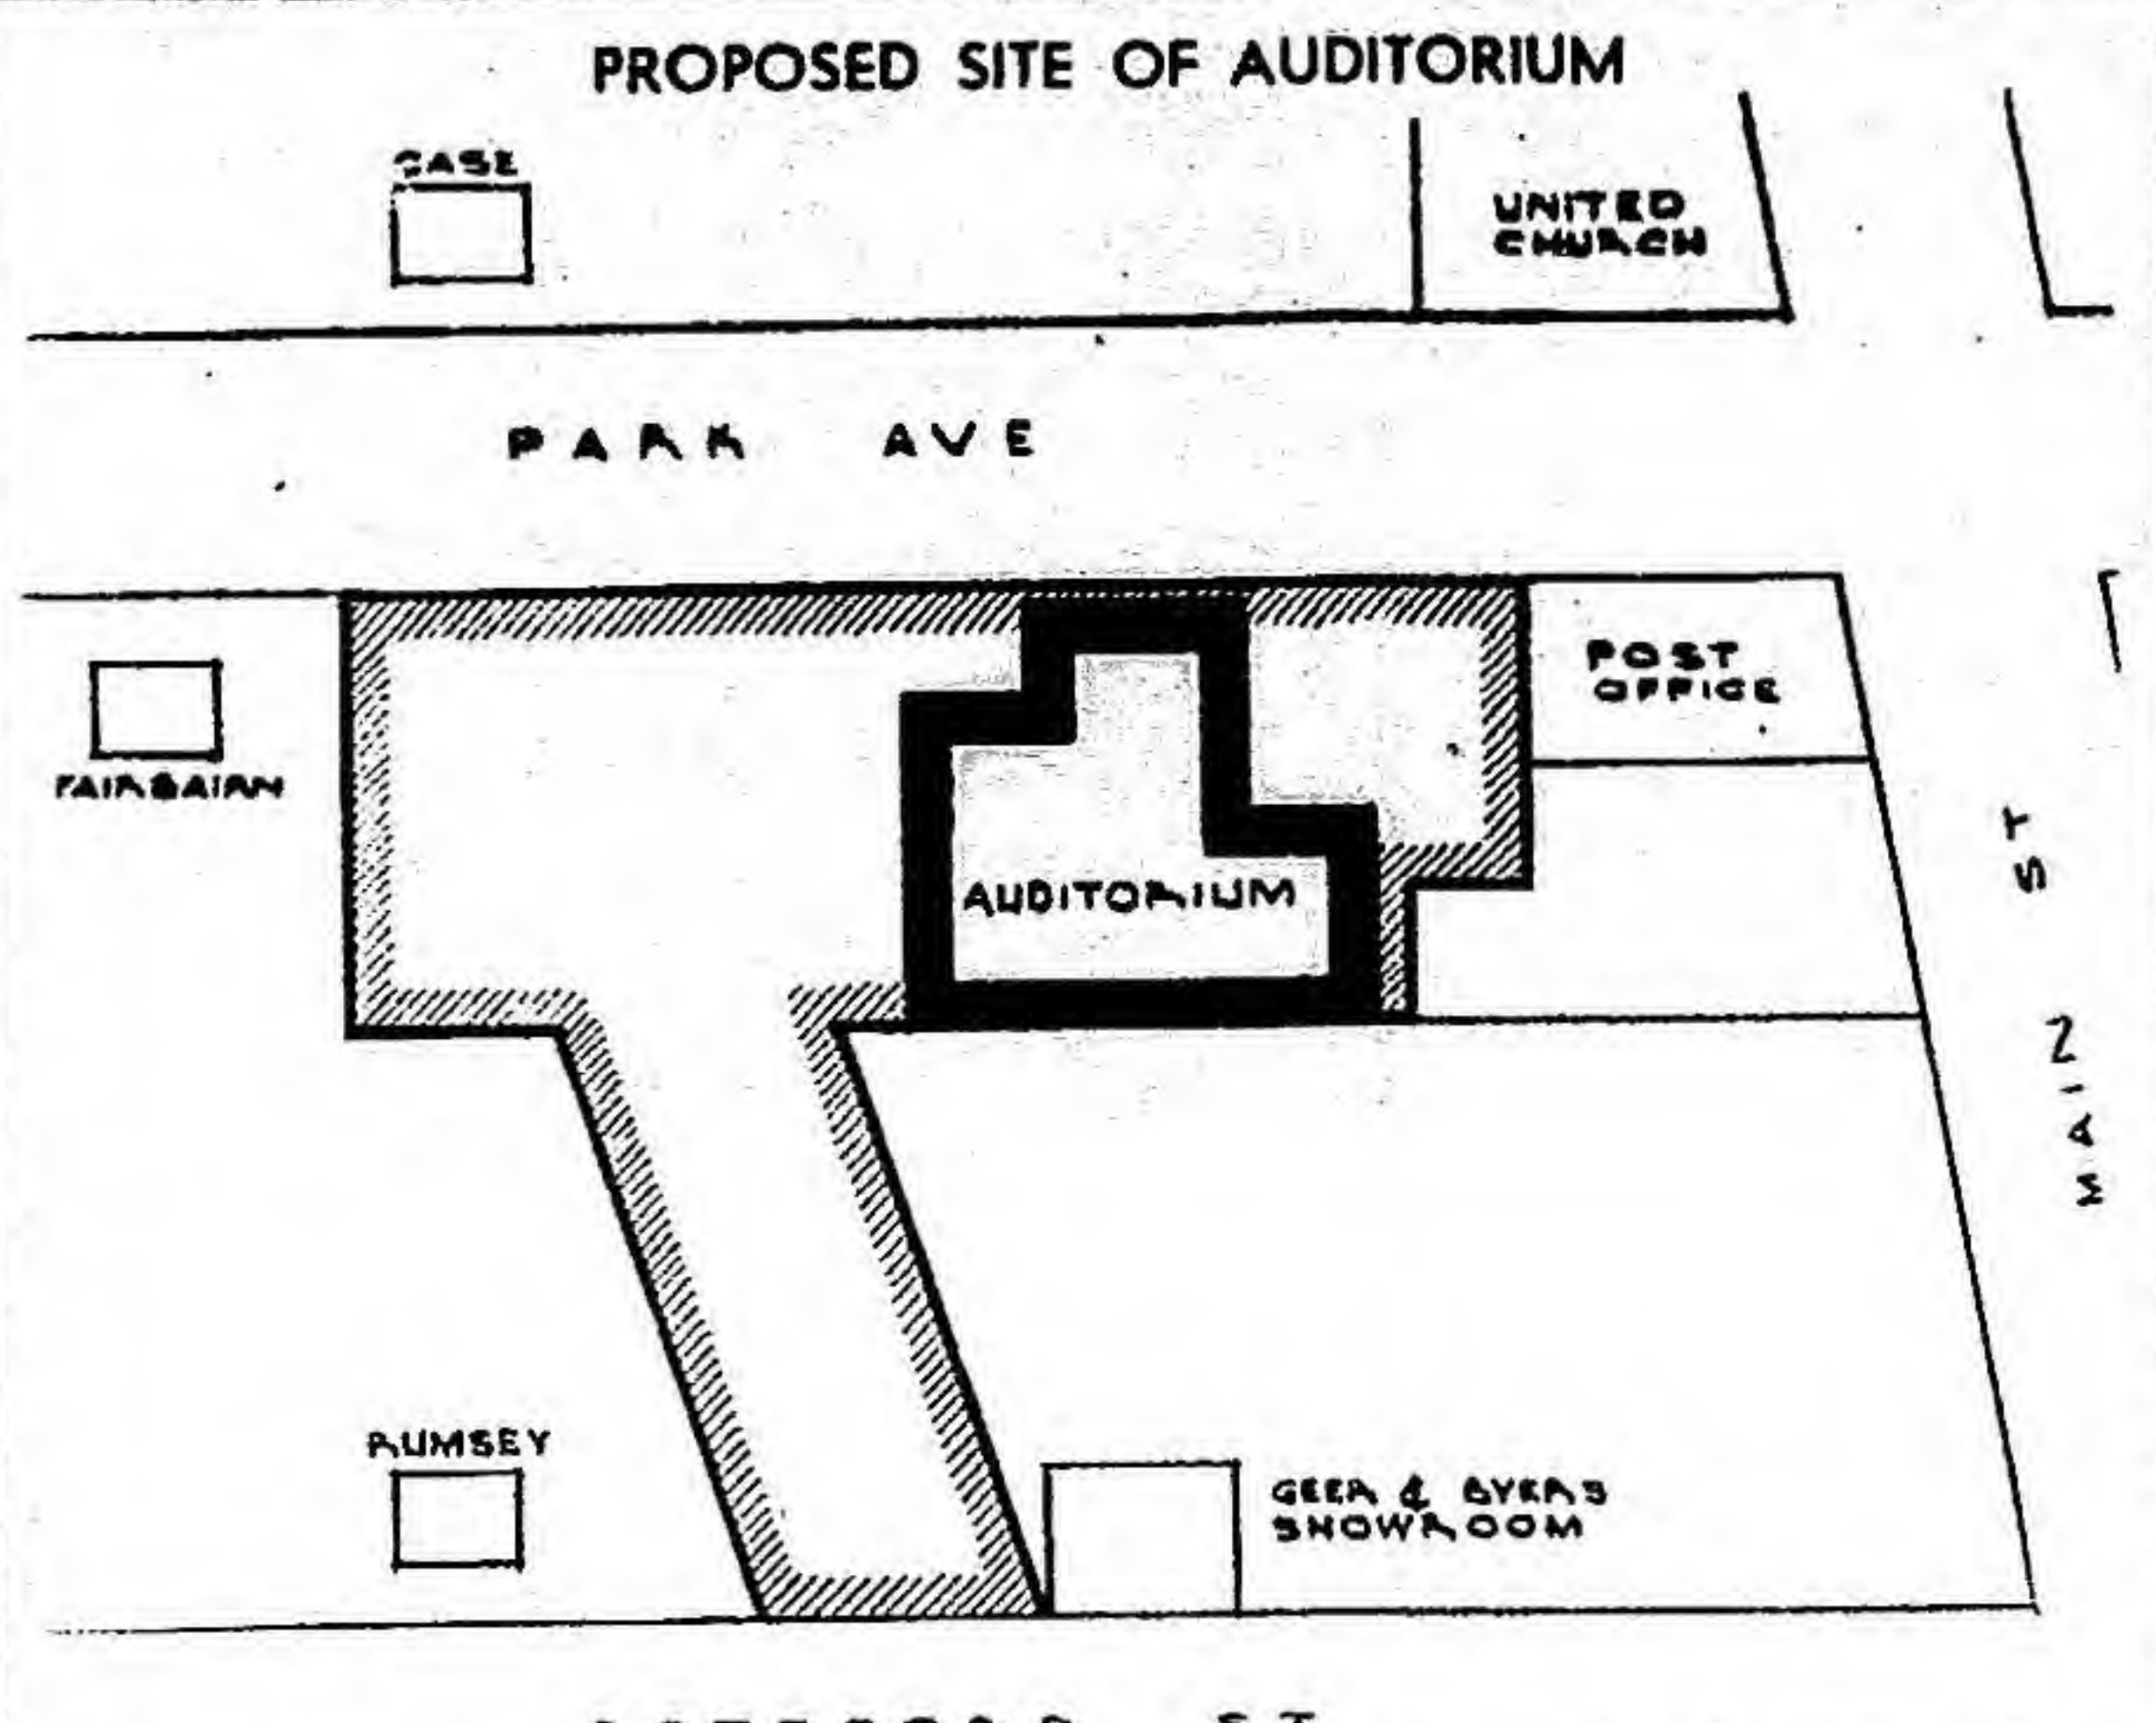 PROPOSED SITE OF AUDITORIUM
CASE
UNITED
CHURCH
PARK AVE
POST
OFFICE
FAIRBAIRN
AUDITORIUM
MAIN ST
RUMSEY
GEER & BYERS
SHOWROOM
ST